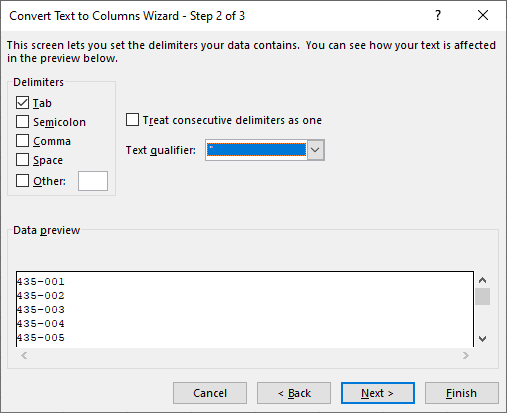 Convert Text to Columns Wizard - Step 2 of 3 ? ×
This screen lets you set the delimiters your data contains. You can see how your text is affected
in the preview below.
Delimiters
Tab
Semicolon
Comma
Space
Other:
Treat consecutive delimiters as one
Text qualifier: "
Data preview
435-001
435-002
435-003
435-004
435-005
Cancel < Back Next > Finish